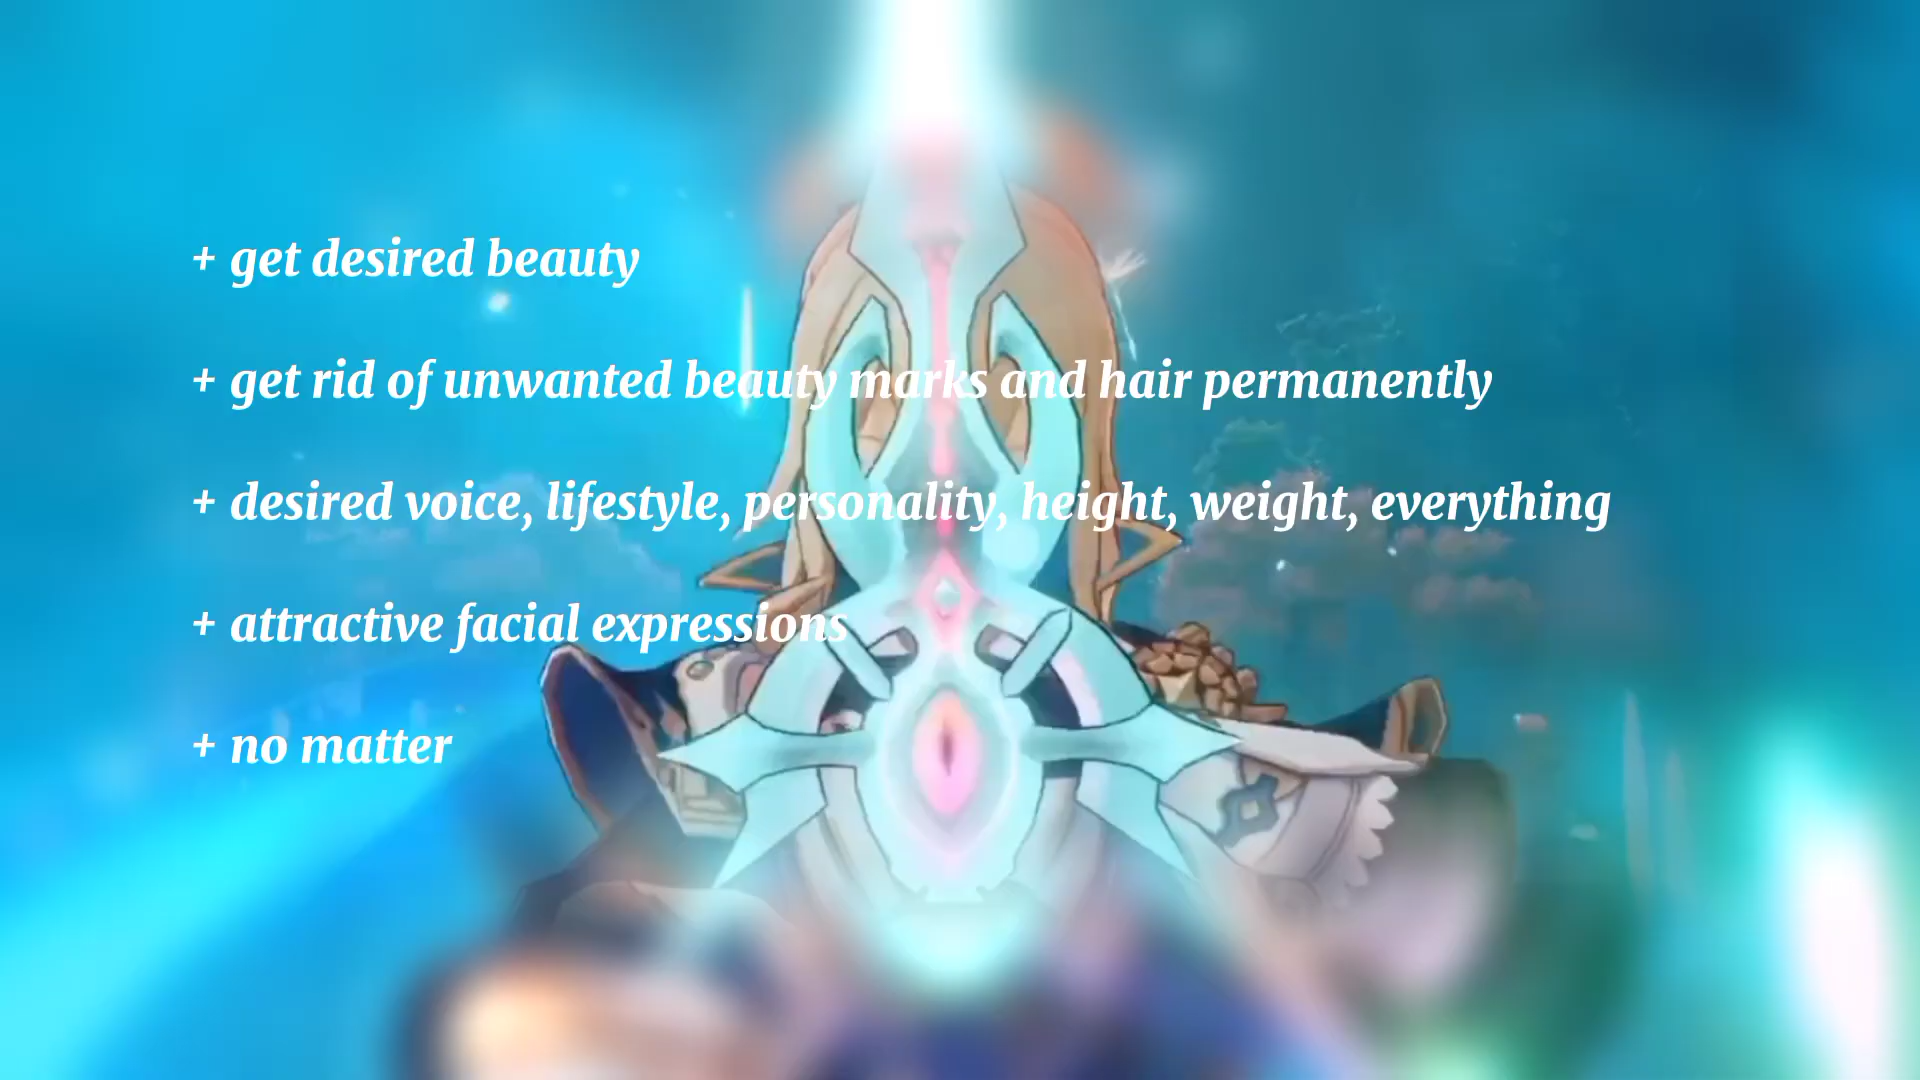 + get desired beauty
+ get rid of unwanted beauty marks and hair permanently
+ desired voice, lifestyle, personality, height, weight, everything
+ attractive facial expressions
+ no matter